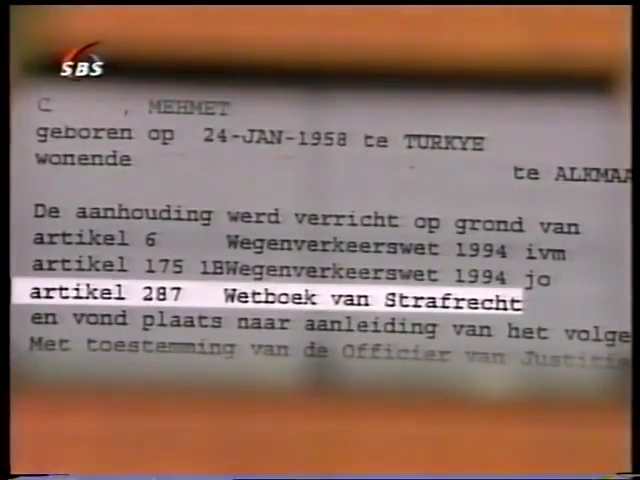 SBS
C , MEHMET
geboren op 24-JAN-1958 te TURKYE
wonende te ALKMAA
De aanhouding werd verricht op grond van
artikel 6 Wegenverkeerswet 1994 ivm
artikel 175 1BWegenverkeerswet 1994 jo
artikel 287 Wetboek van Strafrecht
en vond plaats naar aanleiding van het volge
Met toestemming van de Officier van Justitie